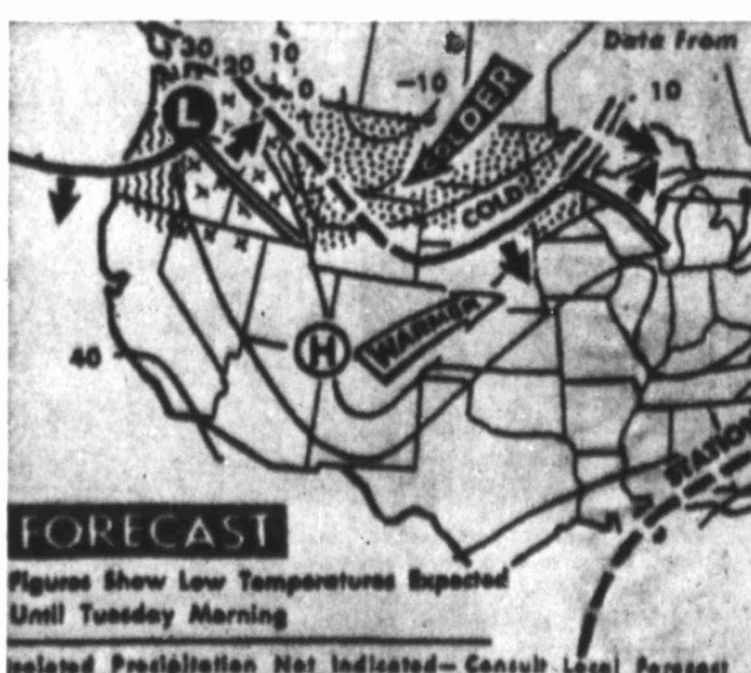 30
10
20
0
-10
Data From
10
L
COLDER
COLD
H
WARMER
40
STATION
FORECAST
Figures Show Low Temperatures Expected
Until Tuesday Morning
Isolated Precipitation Not Indicated—Consult Local Forecast